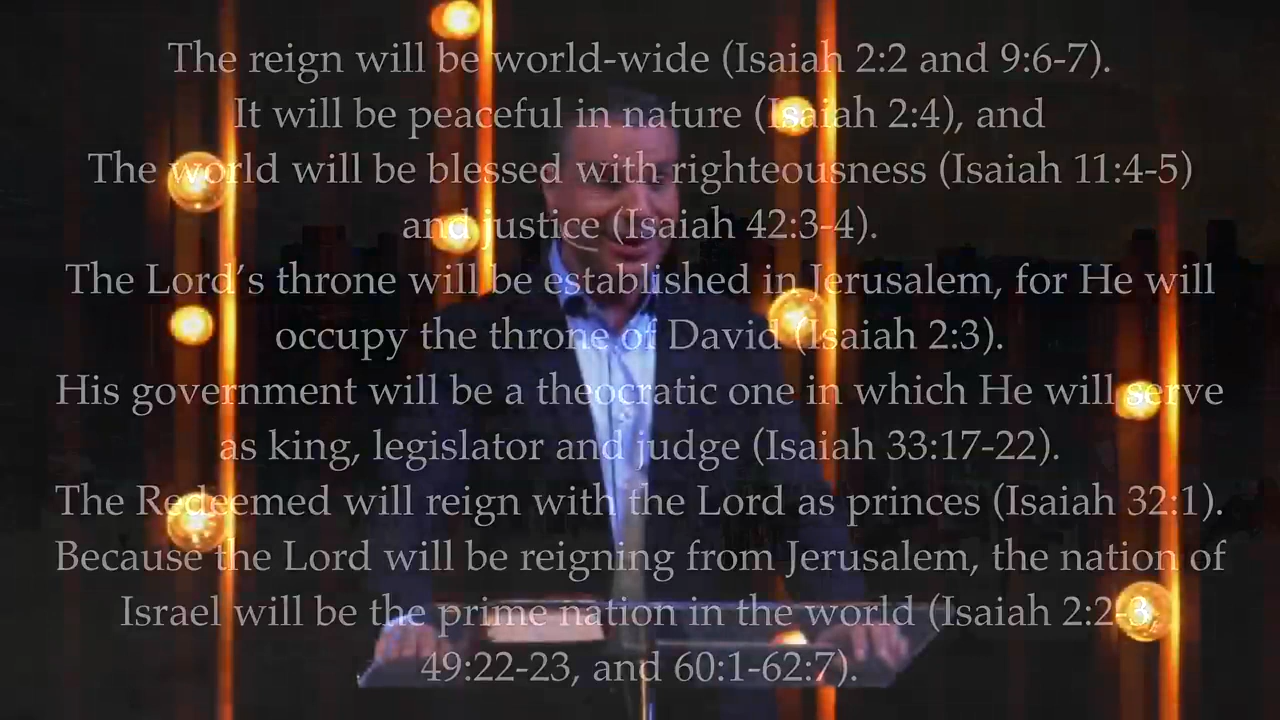 The reign will be world-wide (Isaiah 2:2 and 9:6-7).
It will be peaceful in nature (Isaiah 2:4), and
The world will be blessed with righteousness (Isaiah 11:4-5)
and justice (Isaiah 42:3-4).
The Lord’s throne will be established in Jerusalem, for He will
occupy the throne of David (Isaiah 2:3).
His government will be a theocratic one in which He will serve
as king, legislator and judge (Isaiah 33:17-22).
The Redeemed will reign with the Lord as princes (Isaiah 32:1).
Because the Lord will be reigning from Jerusalem, the nation of
Israel will be the prime nation in the world (Isaiah 2:2-3,
49:22-23, and 60:1-62:7).